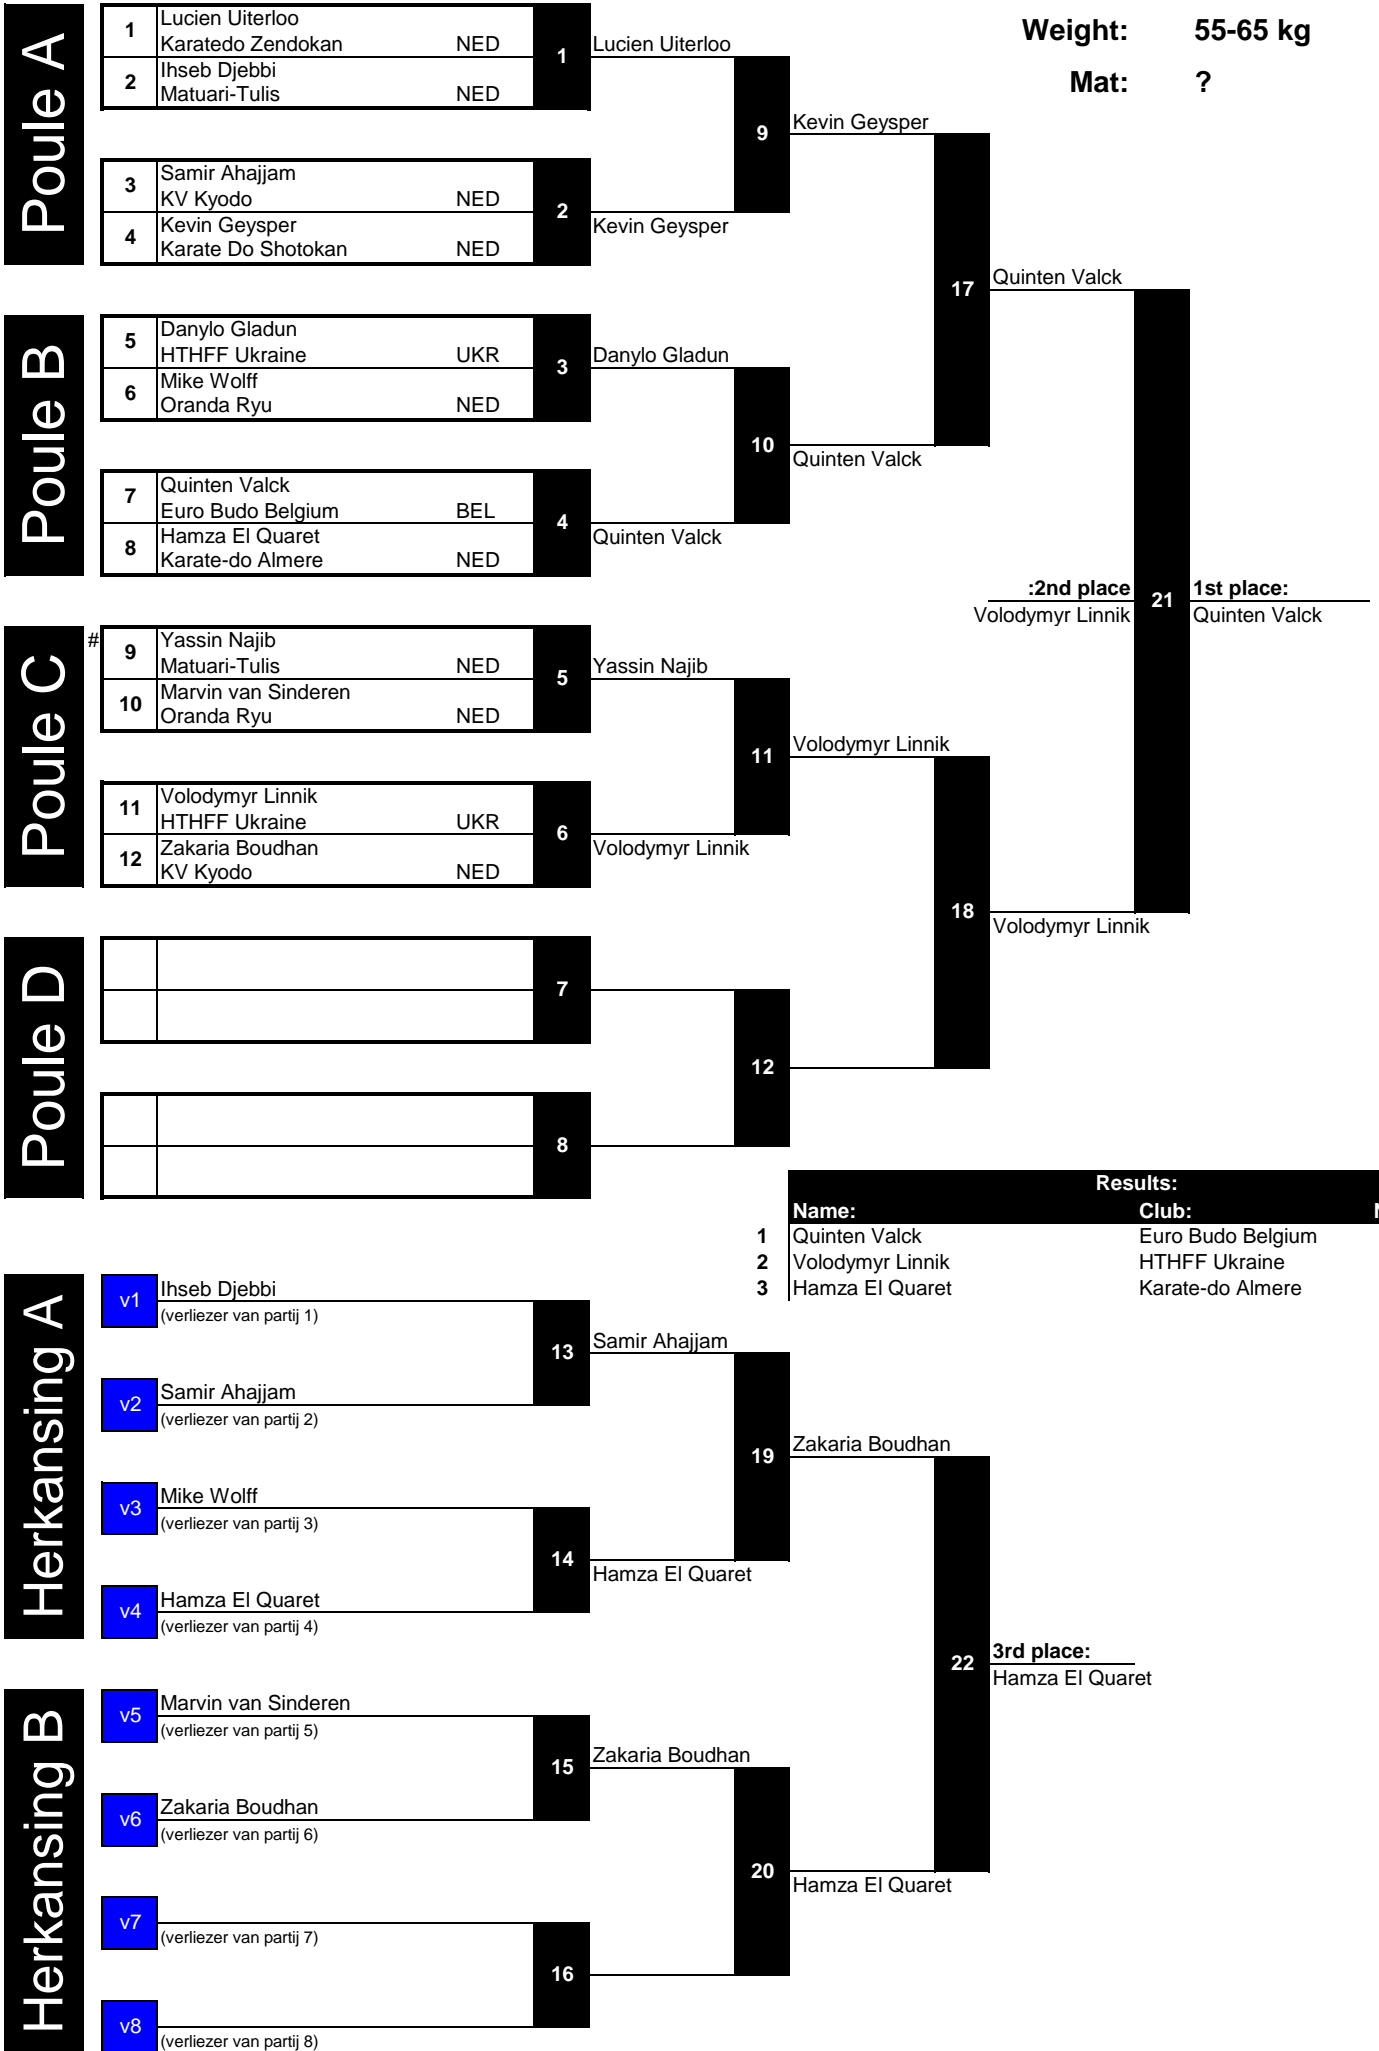 Weight: 55-65 kg
Mat: ?
Poule A
1 Lucien Uiterloo
Karatedo Zendokan NED
2 Ihseb Djebbi
Matuari-Tulis NED
1
Lucien Uiterloo
3 Samir Ahajjam
KV Kyodo NED
4 Kevin Geysper
Karate Do Shotokan NED
2
Kevin Geysper
9
Kevin Geysper
Poule B
5 Danylo Gladun
HTHFF Ukraine UKR
6 Mike Wolff
Oranda Ryu NED
3
Danylo Gladun
7 Quinten Valck
Euro Budo Belgium BEL
8 Hamza El Quaret
Karate-do Almere NED
4
Quinten Valck
10
Quinten Valck
17
Quinten Valck
Poule C
#
9 Yassin Najib
Matuari-Tulis NED
10 Marvin van Sinderen
Oranda Ryu NED
5
Yassin Najib
11 Volodymyr Linnik
HTHFF Ukraine UKR
12 Zakaria Boudhan
KV Kyodo NED
6
Volodymyr Linnik
11
Volodymyr Linnik
Poule D
7
8
12
18
Volodymyr Linnik
:2nd place
Volodymyr Linnik
21
1st place:
Quinten Valck
Results:
Name: Club:
1 Quinten Valck Euro Budo Belgium
2 Volodymyr Linnik HTHFF Ukraine
3 Hamza El Quaret Karate-do Almere
Herkansing A
v1 Ihseb Djebbi
(verliezer van partij 1)
v2 Samir Ahajjam
(verliezer van partij 2)
13
Samir Ahajjam
v3 Mike Wolff
(verliezer van partij 3)
v4 Hamza El Quaret
(verliezer van partij 4)
14
Hamza El Quaret
19
Zakaria Boudhan
Herkansing B
v5 Marvin van Sinderen
(verliezer van partij 5)
v6 Zakaria Boudhan
(verliezer van partij 6)
15
Zakaria Boudhan
v7
(verliezer van partij 7)
v8
(verliezer van partij 8)
16
20
Hamza El Quaret
22
3rd place:
Hamza El Quaret